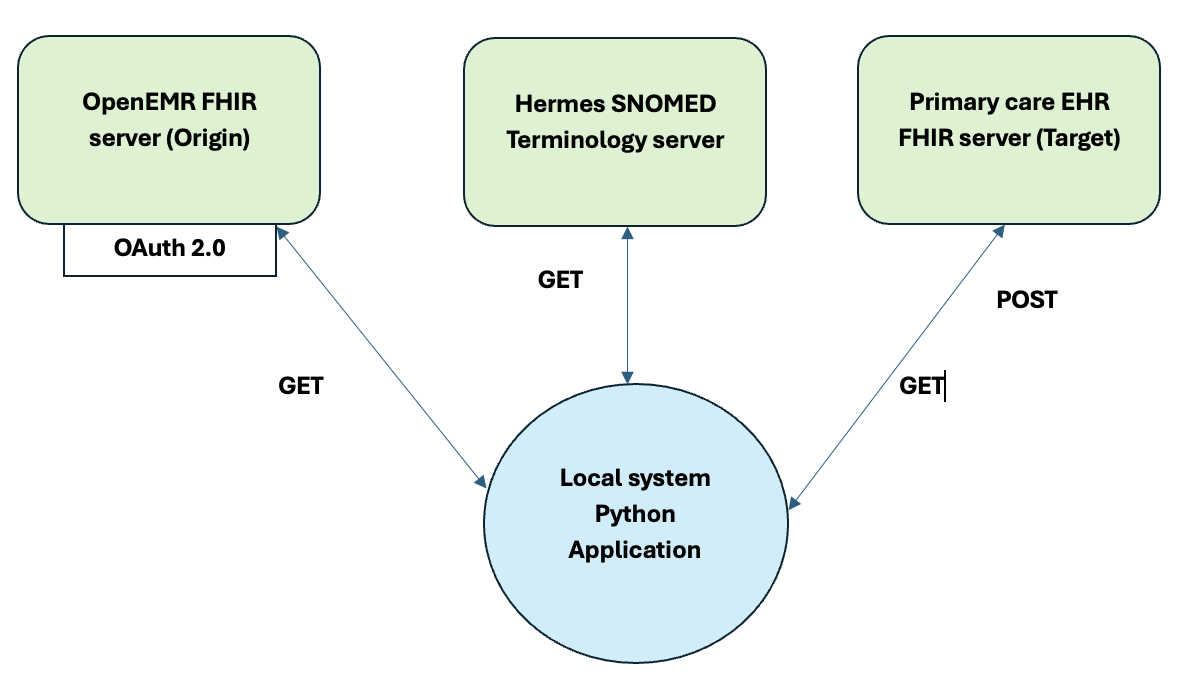 OpenEMR FHIR
server (Origin)
Hermes SNOMED
Terminology server
Primary care EHR
FHIR server (Target)
OAuth 2.0
GET
POST
GET
GET
Local system
Python
Application